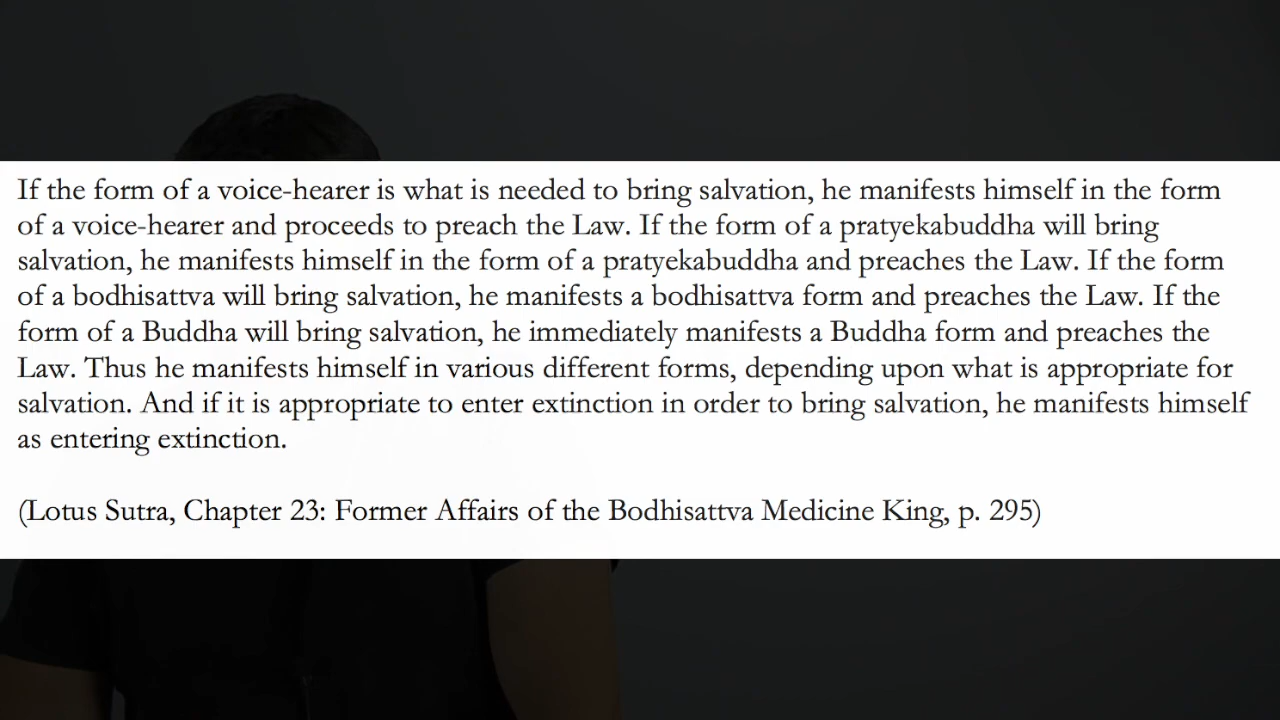 If the form of a voice-hearer is what is needed to bring salvation, he manifests himself in the form
of a voice-hearer and proceeds to preach the Law. If the form of a pratyekabuddha will bring
salvation, he manifests himself in the form of a pratyekabuddha and preaches the Law. If the form
of a bodhisattva will bring salvation, he manifests a bodhisattva form and preaches the Law. If the
form of a Buddha will bring salvation, he immediately manifests a Buddha form and preaches the
Law. Thus he manifests himself in various different forms, depending upon what is appropriate for
salvation. And if it is appropriate to enter extinction in order to bring salvation, he manifests himself
as entering extinction.
(Lotus Sutra, Chapter 23: Former Affairs of the Bodhisattva Medicine King, p. 295)